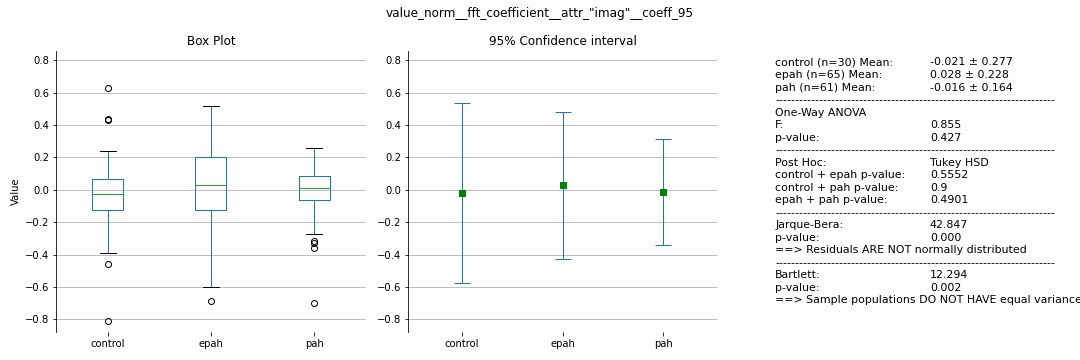 value_norm__fft_coefficient__attr_"imag"__coeff_95
Box Plot
95% Confidence interval
Value
0.8
0.6
0.4
0.2
0.0
−0.2
−0.4
−0.6
−0.8
control epah pah
0.8
0.6
0.4
0.2
0.0
−0.2
−0.4
−0.6
−0.8
control epah pah
control (n=30) Mean: -0.021 ± 0.277
epah (n=65) Mean: 0.028 ± 0.228
pah (n=61) Mean: -0.016 ± 0.164
One-Way ANOVA
F: 0.855
p-value: 0.427
Post Hoc: Tukey HSD
control + epah p-value: 0.5552
control + pah p-value: 0.9
epah + pah p-value: 0.4901
Jarque-Bera: 42.847
p-value: 0.000
==> Residuals ARE NOT normally distributed
Bartlett: 12.294
p-value: 0.002
==> Sample populations DO NOT HAVE equal variance